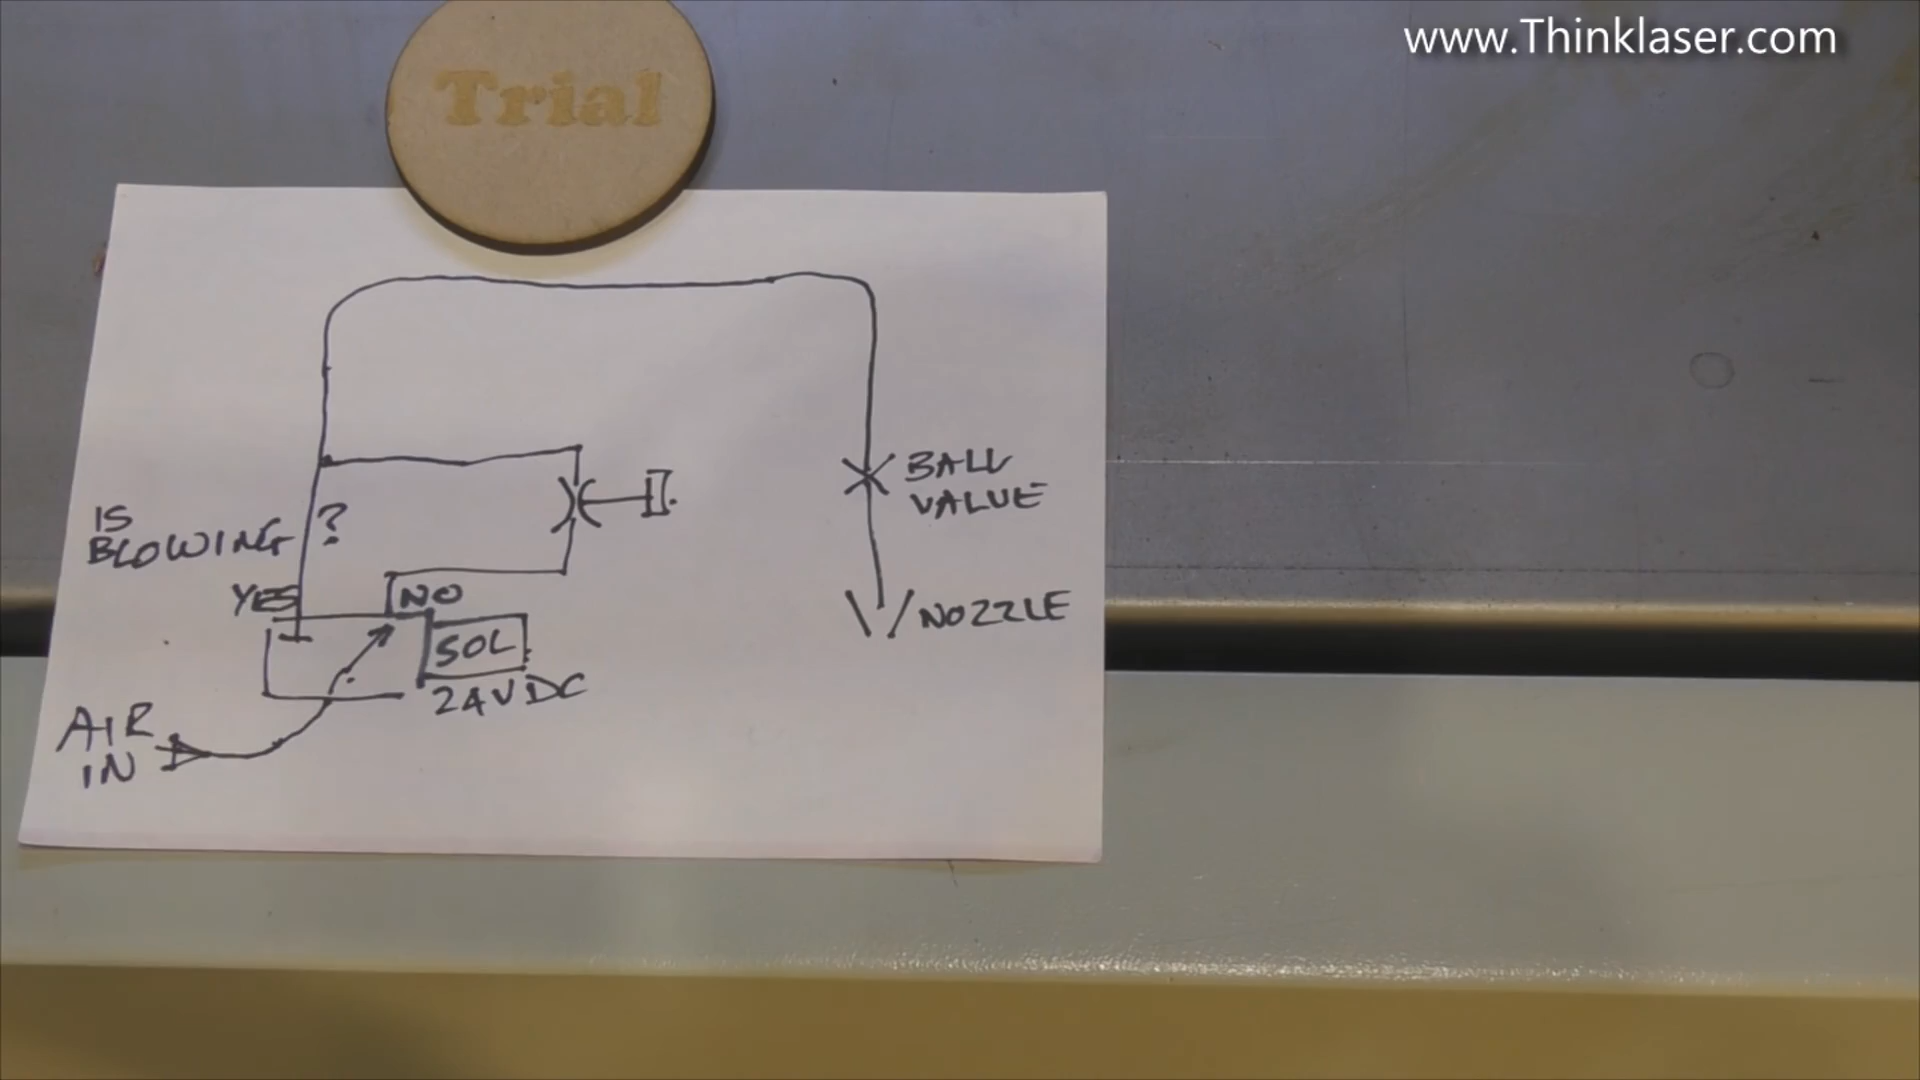 www.Thinklaser.com
Trial
IS
BLOWING ?
YES
NO
SOL
24VDC
AIR
IN
BALL
VALUE
NOZZLE